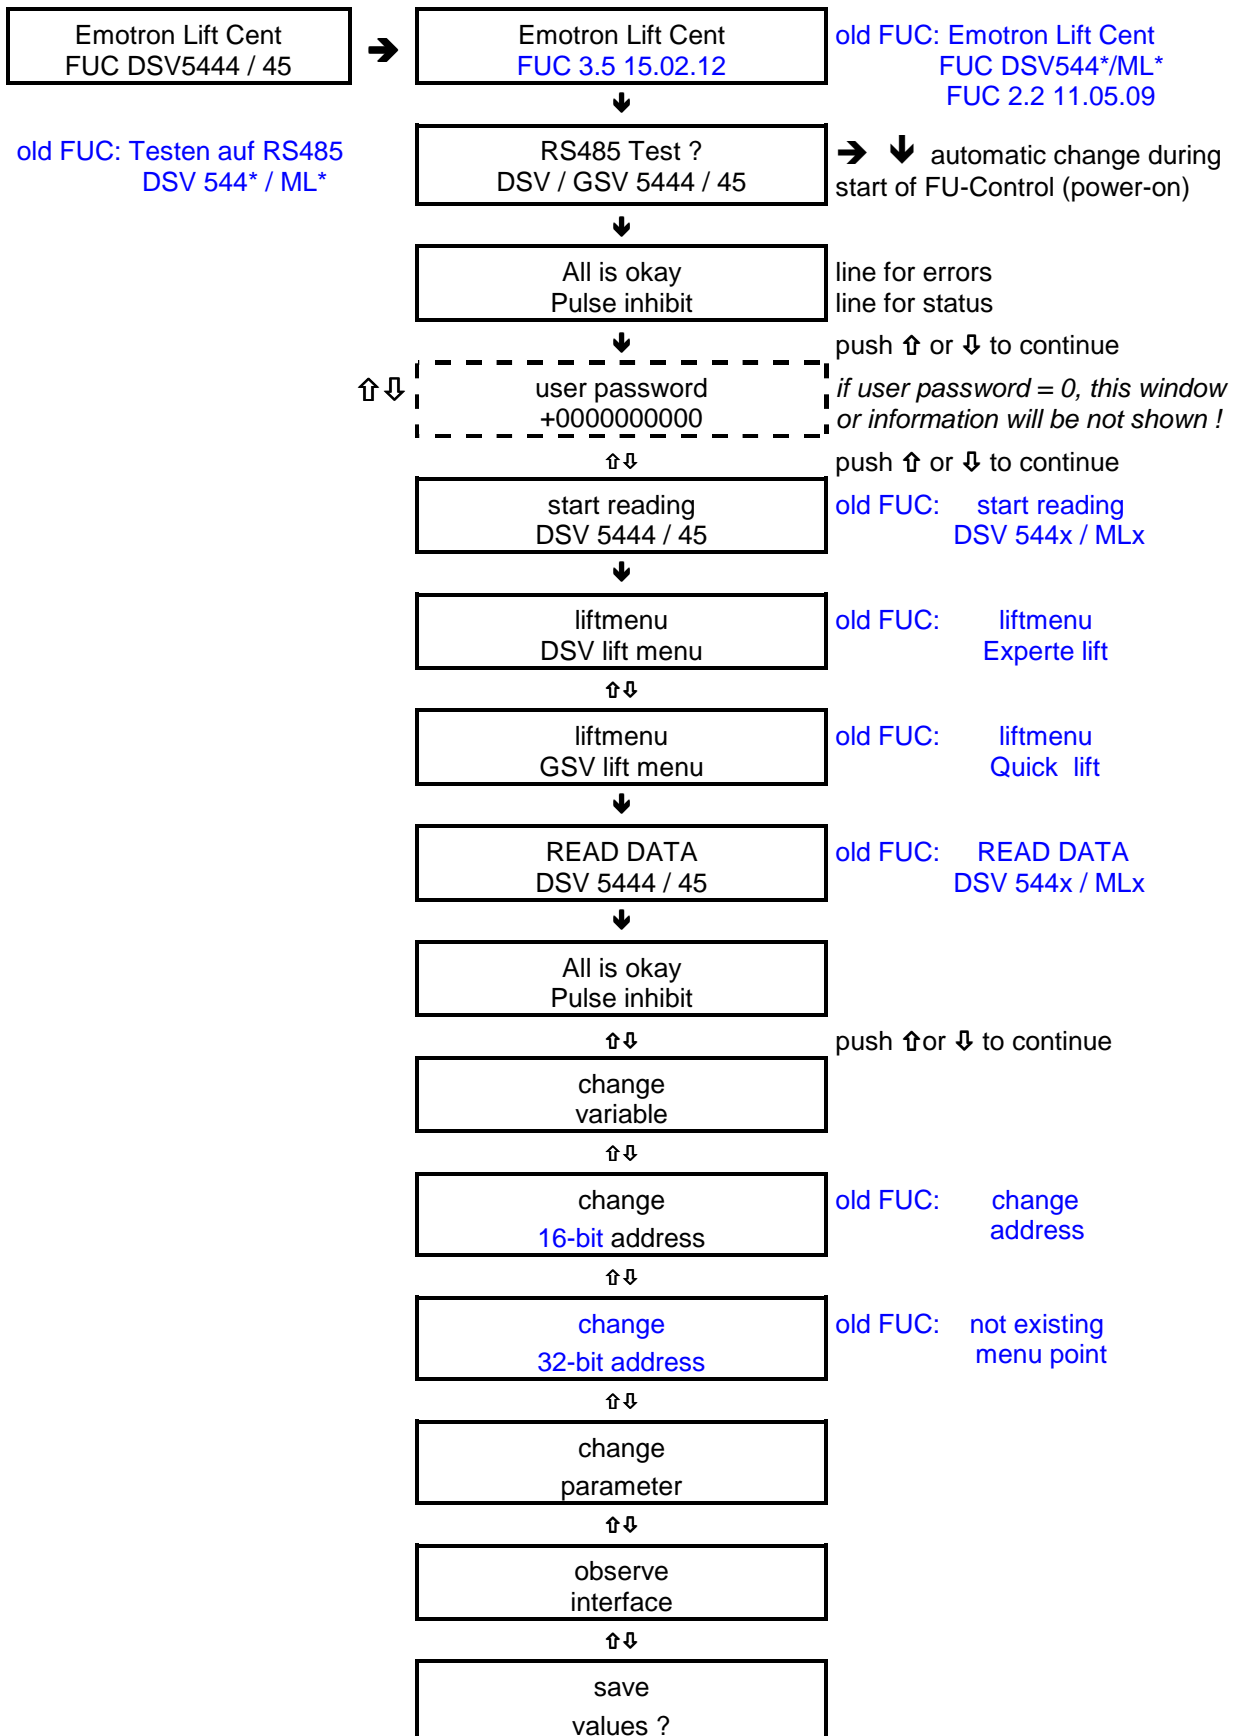 Emotron Lift Cent
FUC DSV5444 / 45
➔
Emotron Lift Cent
FUC 3.5 15.02.12
old FUC: Emotron Lift Cent
FUC DSV544*/ML*
FUC 2.2 11.05.09
🡫
old FUC: Testen auf RS485
DSV 544* / ML*
RS485 Test ?
DSV / GSV 5444 / 45
➔ 🡫 automatic change during
start of FU-Control (power-on)
🡫
All is okay
Pulse inhibit
line for errors
line for status
🡫
push ⇧ or ⇩ to continue
⇧⇩
user password
+0000000000
if user password = 0, this window
or information will be not shown !
⇧⇩
push ⇧ or ⇩ to continue
start reading
DSV 5444 / 45
old FUC: start reading
DSV 544x / MLx
🡫
liftmenu
DSV lift menu
old FUC: liftmenu
Experte lift
⇧⇩
liftmenu
GSV lift menu
old FUC: liftmenu
Quick lift
🡫
READ DATA
DSV 5444 / 45
old FUC: READ DATA
DSV 544x / MLx
🡫
All is okay
Pulse inhibit
⇧⇩
push ⇧or ⇩ to continue
change
variable
⇧⇩
change
16-bit address
old FUC: change
address
⇧⇩
change
32-bit address
old FUC: not existing
menu point
⇧⇩
change
parameter
⇧⇩
observe
interface
⇧⇩
save
values ?